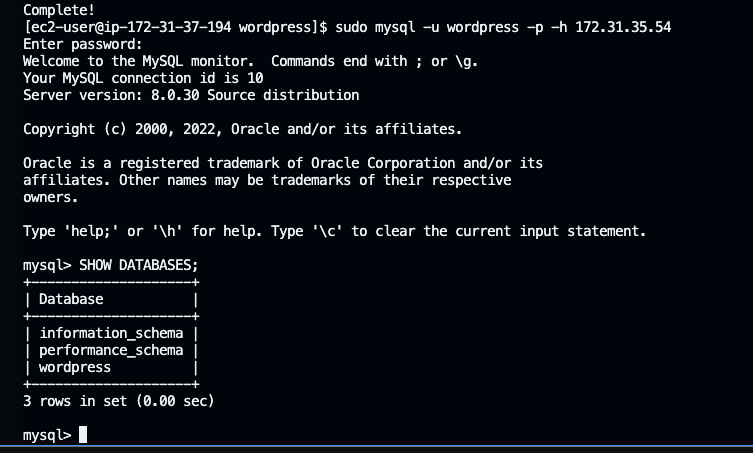 Complete!
[ec2-user@ip-172-31-37-194 wordpress]$ sudo mysql -u wordpress -p -h 172.31.35.54
Enter password:
Welcome to the MySQL monitor.  Commands end with ; or \g.
Your MySQL connection id is 10
Server version: 8.0.30 Source distribution

Copyright (c) 2000, 2022, Oracle and/or its affiliates.

Oracle is a registered trademark of Oracle Corporation and/or its
affiliates. Other names may be trademarks of their respective
owners.

Type 'help;' or '\h' for help. Type '\c' to clear the current input statement.

mysql> SHOW DATABASES;
+--------------------+
| Database           |
+--------------------+
| information_schema |
| performance_schema |
| wordpress          |
+--------------------+
3 rows in set (0.00 sec)

mysql>